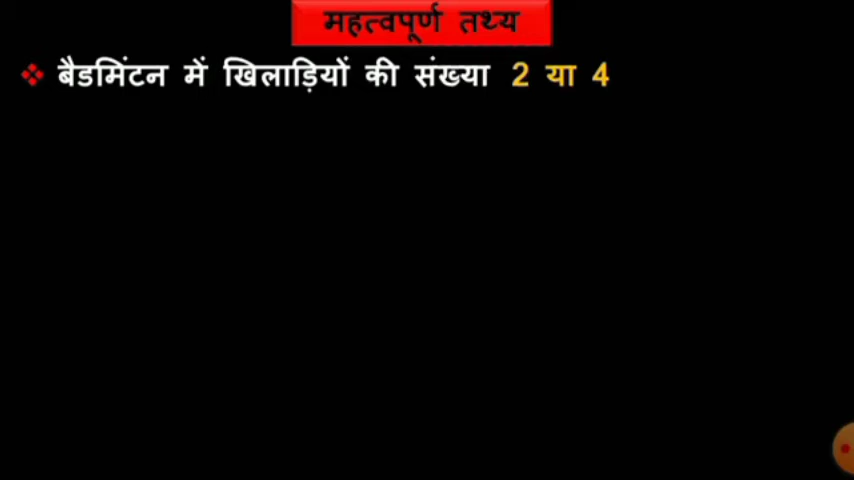 महत्वपूर्ण तथ्य
बैडमिंटन में खिलाड़ियों की संख्या 2 या 4